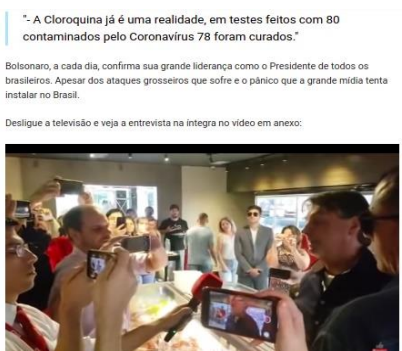 "- A Cloroquina já é uma realidade, em testes feitos com 80
contaminados pelo Coronavírus 78 foram curados."
Bolsonaro, a cada dia, confirma sua grande liderança como o Presidente de todos os
brasileiros. Apesar dos ataques grosseiros que sofre e o pânico que a grande mídia tenta
instalar no Brasil.
Desligue a televisão e veja a entrevista na íntegra no vídeo em anexo: